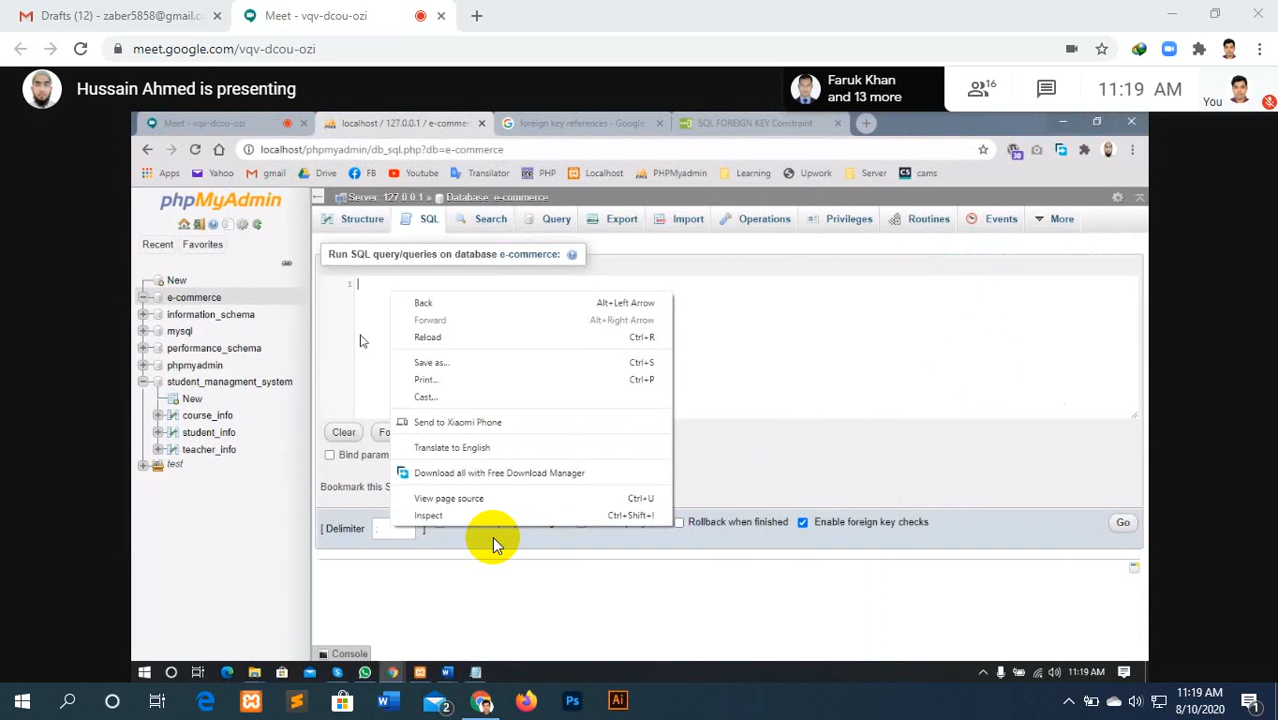 Drafts (12) - zaber5858@gmail.c
Meet - vqv-dcou-ozi
meet.google.com/vqv-dcou-ozi
Hussain Ahmed is presenting
Faruk Khan
and 13 more
16
11:19 AM
You
Meet - vqv-dcou-ozi
localhost / 127.0.0.1 / e-comme
foreign key references - Google
SQL FOREIGN KEY Constraint
localhost/phpmyadmin/db_sql.php?db=e-commerce
Apps
Yahoo
gmail
Drive
FB
Youtube
Translator
PHP
Localhost
PHPMyadmin
Learning
Upwork
Server
cams
phpMyAdmin
Server: 127.0.0.1 » Database: e-commerce
Structure
SQL
Search
Query
Export
Import
Operations
Privileges
Routines
Events
More
Recent
Favorites
Run SQL query/queries on database e-commerce:
New
e-commerce
information_schema
mysql
performance_schema
phpmyadmin
student_managment_system
New
course_info
student_info
teacher_info
test
1
Back Alt+Left Arrow
Forward Alt+Right Arrow
Reload Ctrl+R
Save as... Ctrl+S
Print... Ctrl+P
Cast...
Send to Xiaomi Phone
Translate to English
Download all with Free Download Manager
View page source Ctrl+U
Inspect Ctrl+Shift+I
Clear
Fo
Bind param
Bookmark this S
[ Delimiter ; ]
Rollback when finished
Enable foreign key checks
Go
Console
11:19 AM
2
11:19 AM
8/10/2020
1